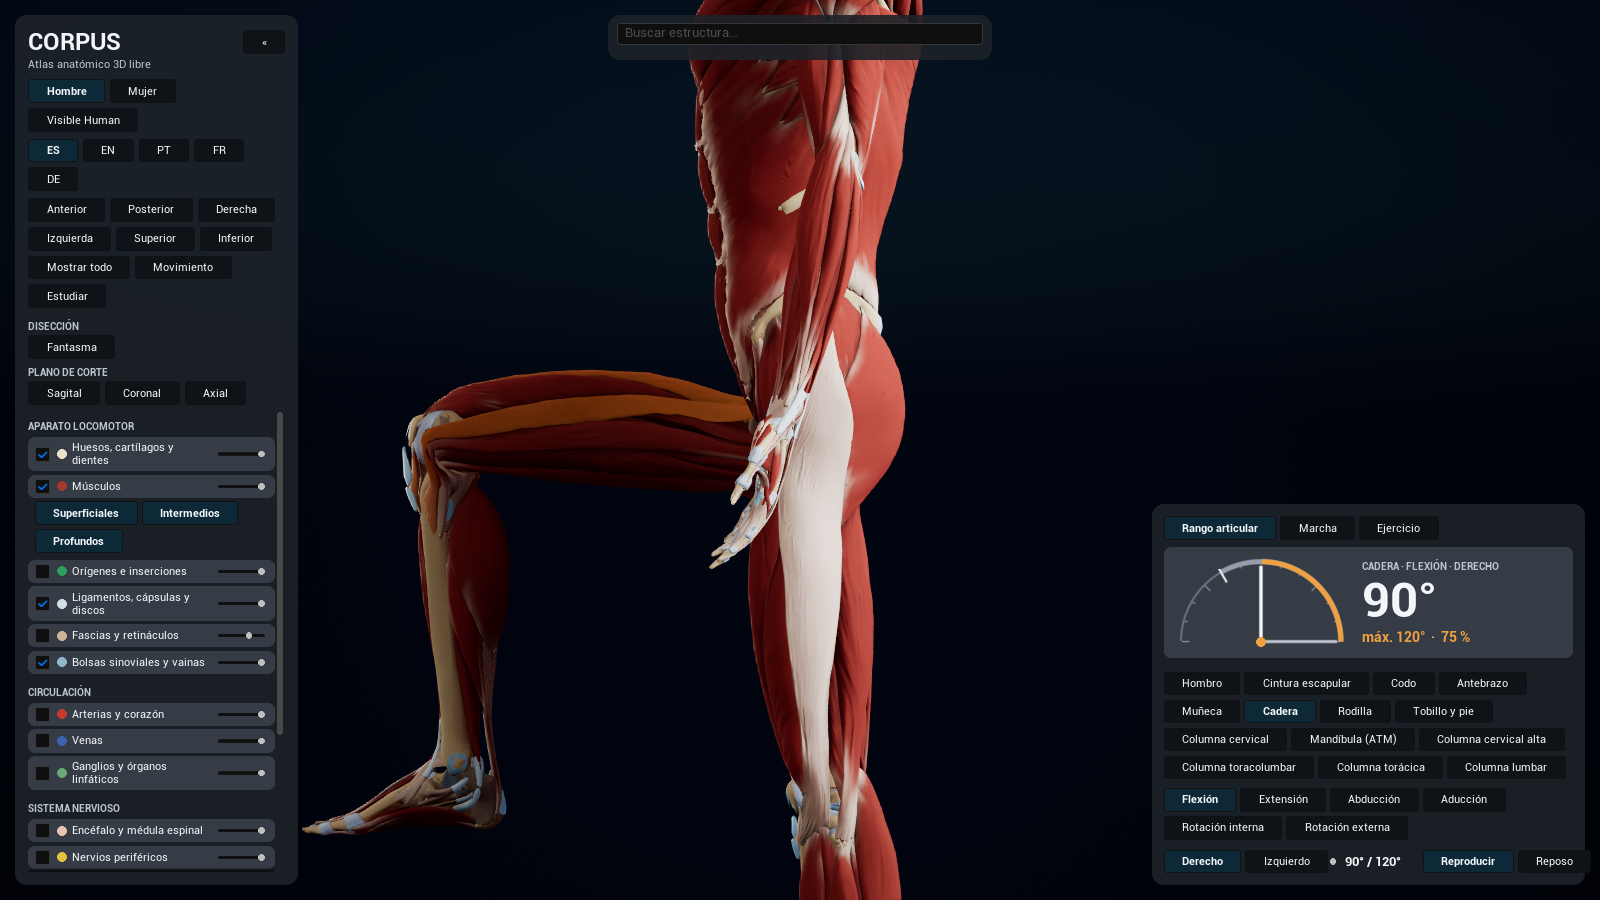 CORPUS
«
Atlas anatómico 3D libre
Hombre
Mujer
Visible Human
ES
EN
PT
FR
DE
Anterior
Posterior
Derecha
Izquierda
Superior
Inferior
Mostrar todo
Movimiento
Estudiar
DISECCIÓN
Fantasma
PLANO DE CORTE
Sagital
Coronal
Axial
APARATO LOCOMOTOR
Huesos, cartílagos y
dientes
Músculos
Superficiales
Intermedios
Profundos
Orígenes e inserciones
Ligamentos, cápsulas y
discos
Fascias y retináculos
Bolsas sinoviales y vainas
CIRCULACIÓN
Arterias y corazón
Venas
Ganglios y órganos
linfáticos
SISTEMA NERVIOSO
Encéfalo y médula espinal
Nervios periféricos
Buscar estructura...
Rango articular
Marcha
Ejercicio
CADERA · FLEXIÓN · DERECHO
90°
máx. 120° · 75 %
Hombro
Cintura escapular
Codo
Antebrazo
Muñeca
Cadera
Rodilla
Tobillo y pie
Columna cervical
Mandíbula (ATM)
Columna cervical alta
Columna toracolumbar
Columna torácica
Columna lumbar
Flexión
Extensión
Abducción
Aducción
Rotación interna
Rotación externa
Derecho
Izquierdo
90° / 120°
Reproducir
Reposo